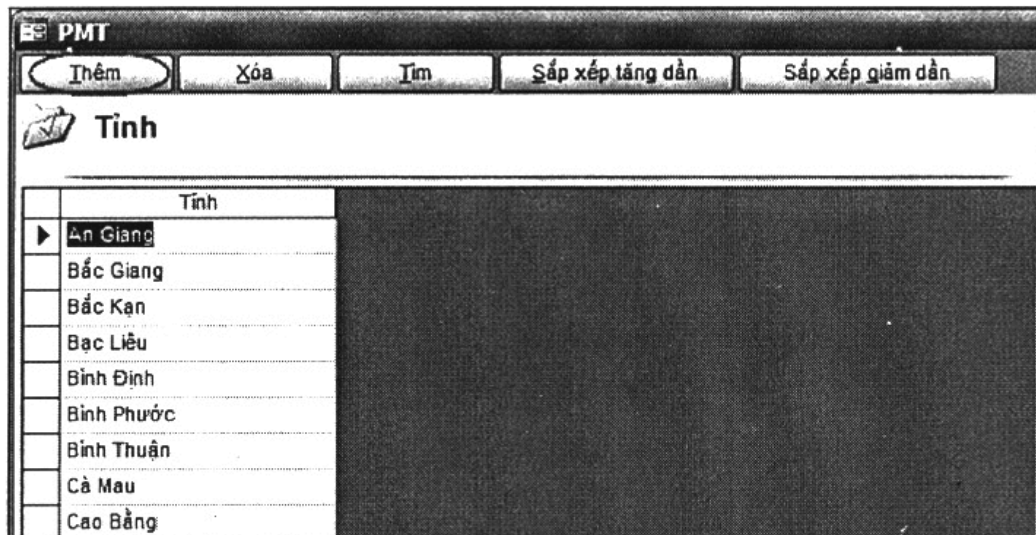 PMT
Thêm Xóa Tìm Sắp xếp tăng dần Sắp xếp giảm dần
Tỉnh
Tỉnh
An Giang
Bắc Giang
Bắc Kạn
Bạc Liêu
Bình Định
Bình Phước
Bình Thuận
Cà Mau
Cao Bằng